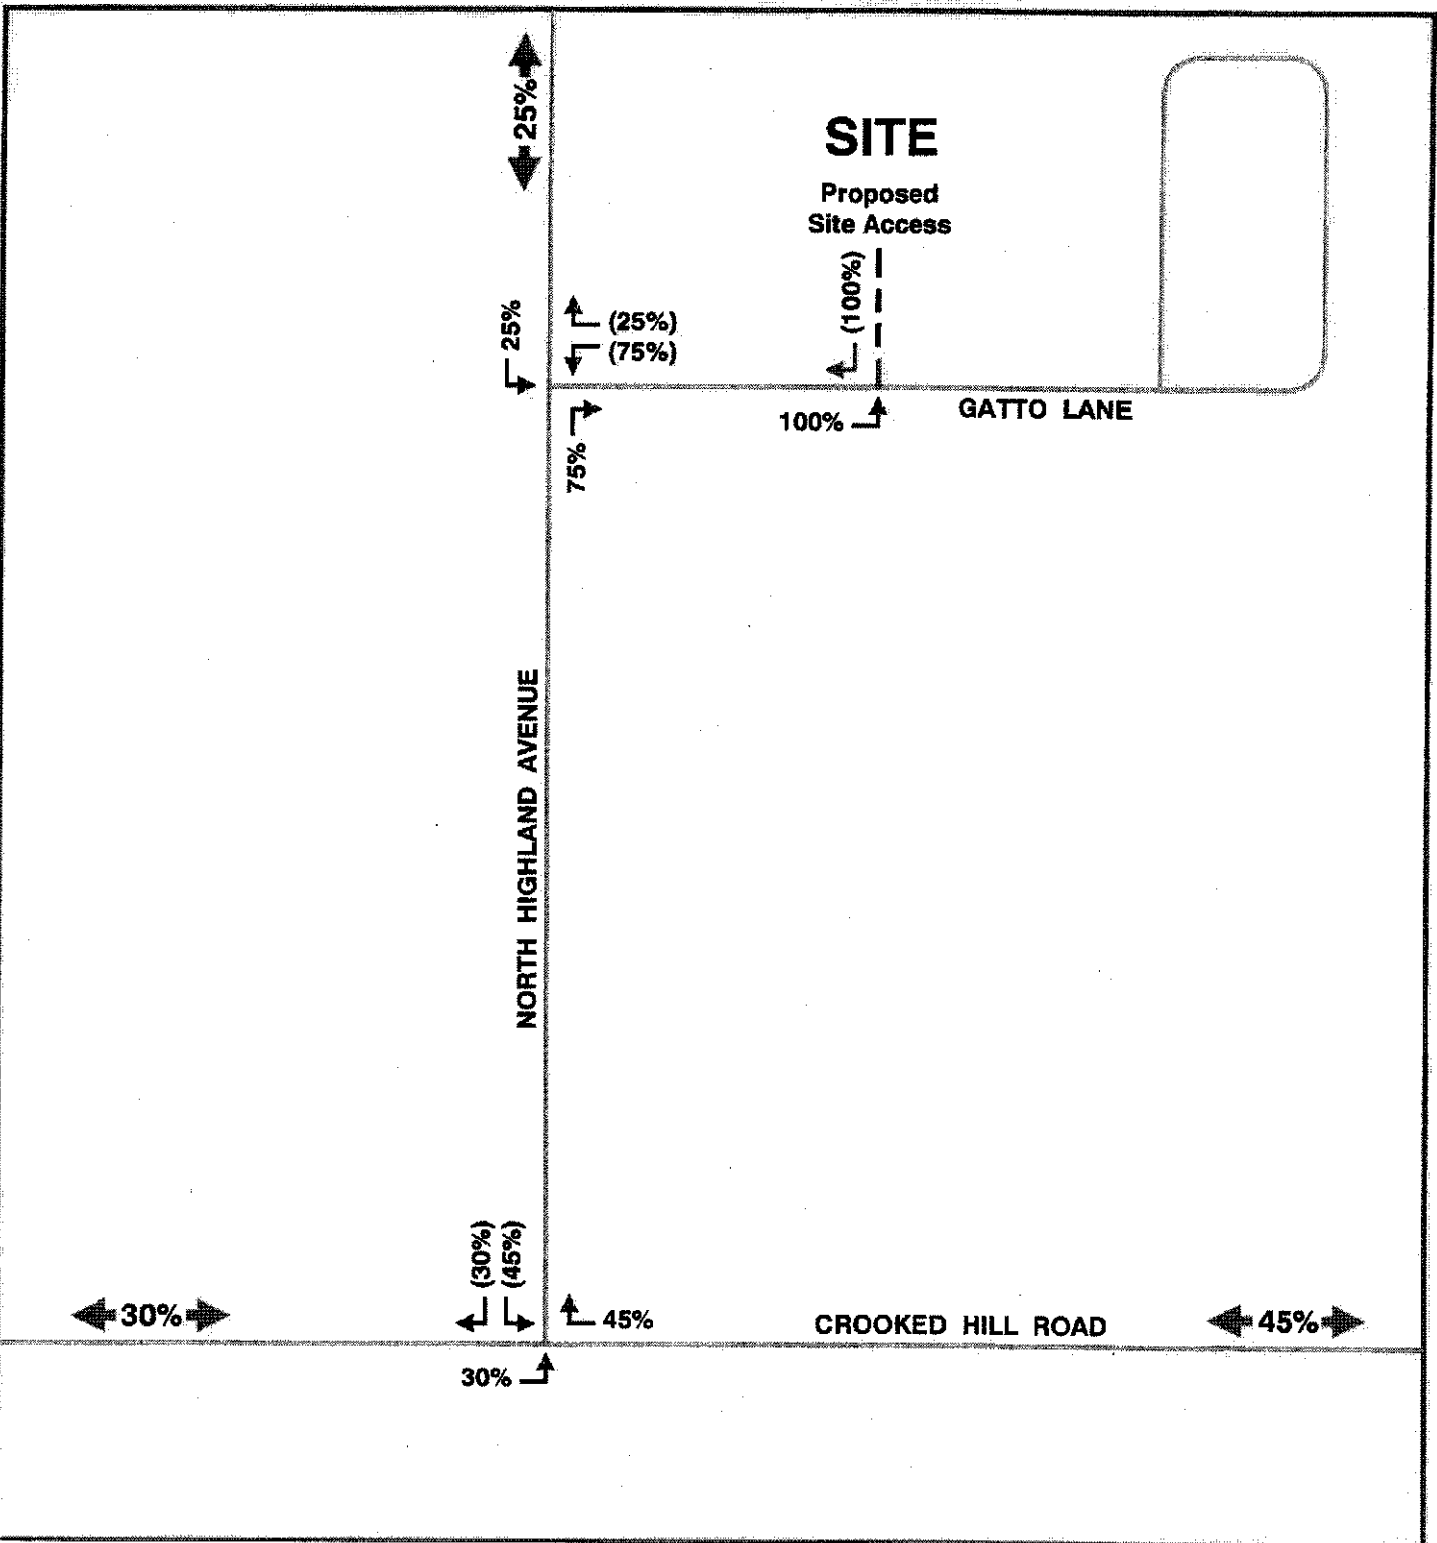 25%
SITE
Proposed
Site Access
(100%)
25%
(25%)
(75%)
100%
GATTO LANE
75%
NORTH HIGHLAND AVENUE
(30%)
(45%)
30%
45%
CROOKED HILL ROAD
45%
30%